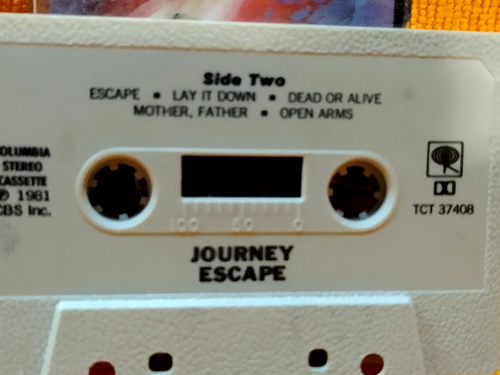 Side Two
ESCAPE ▪ LAY IT DOWN ▪ DEAD OR ALIVE
MOTHER, FATHER ▪ OPEN ARMS
OLUMBIA
STEREO
CASSETTE
℗ 1981
CBS Inc.
TCT 37408
100 50 0
JOURNEY
ESCAPE